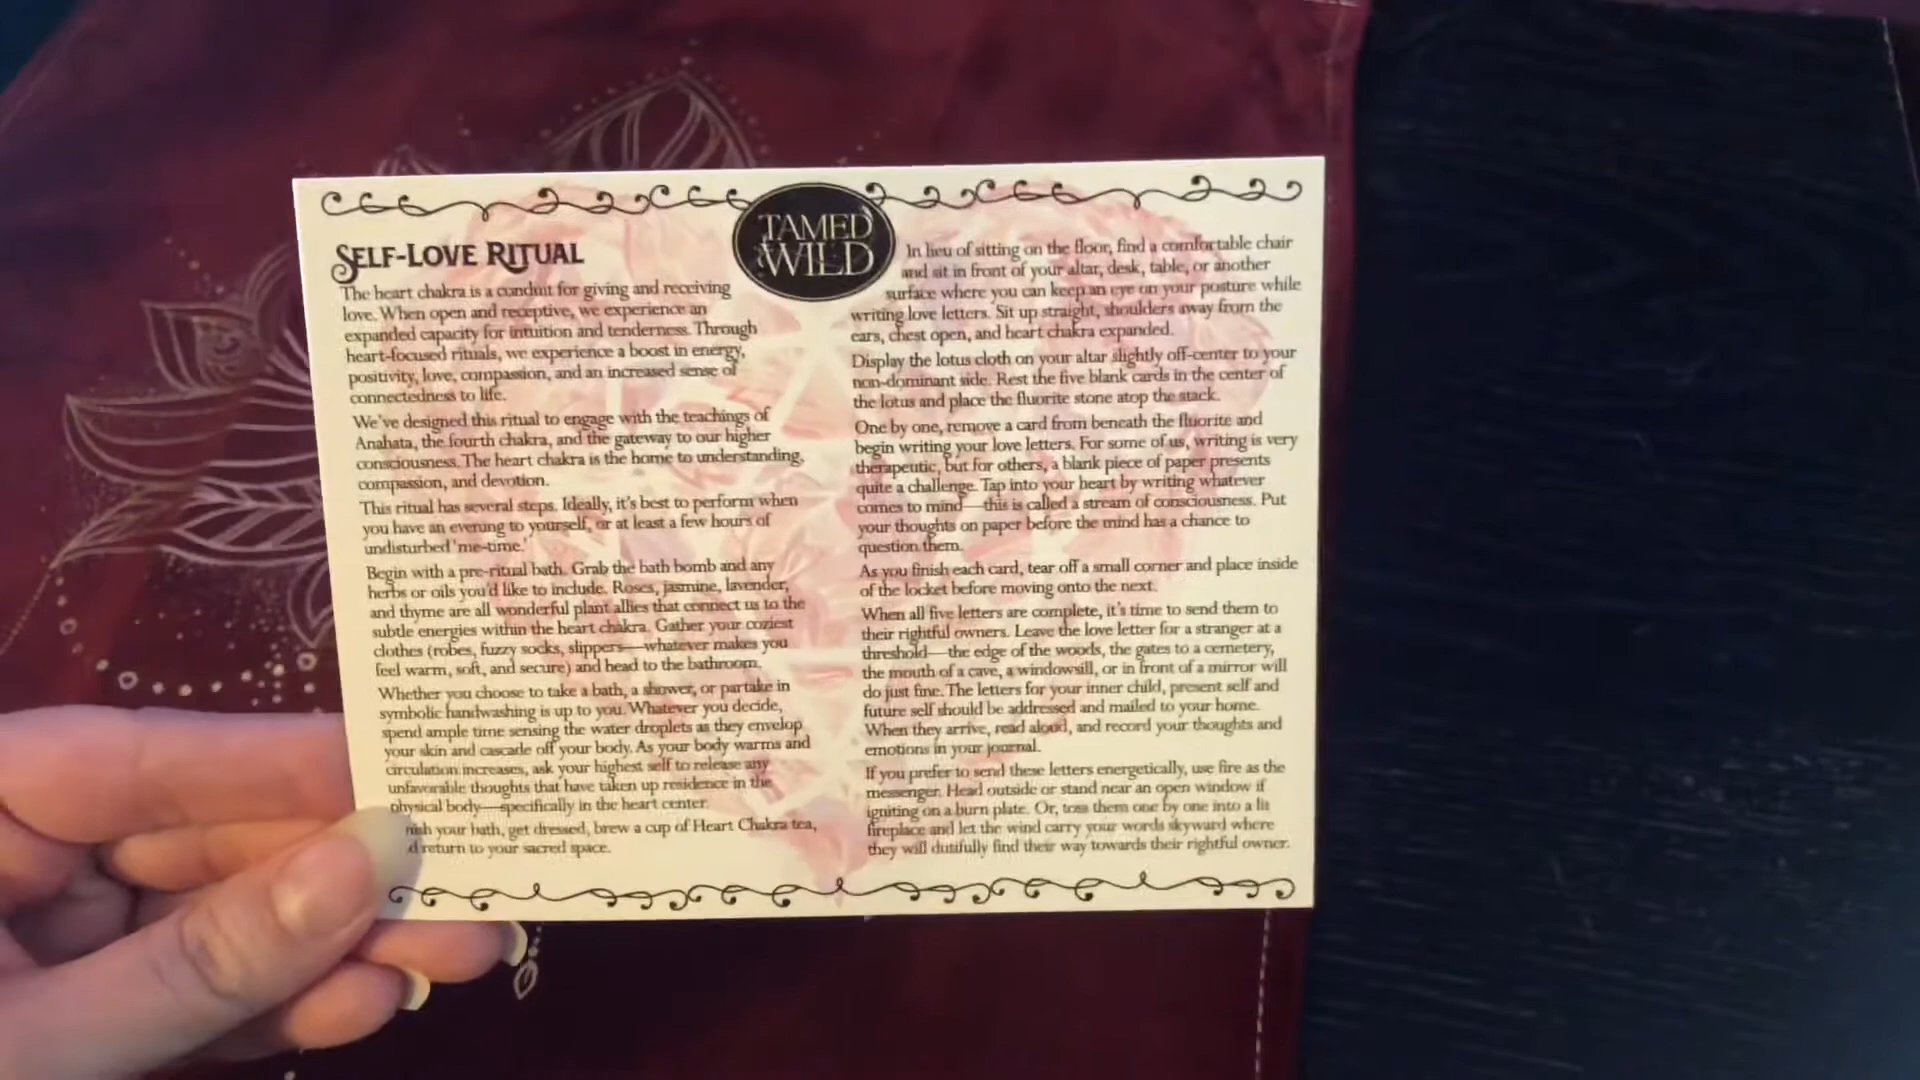 TAMED
WILD
SELF-LOVE RITUAL
The heart chakra is a conduit for giving and receiving
love. When open and receptive, we experience an
expanded capacity for intuition and tenderness. Through
heart-focused rituals, we experience a boost in energy,
positivity, love, compassion, and an increased sense of
connectedness to life.
We've designed this ritual to engage with the teachings of
Anahata, the fourth chakra, and the gateway to our higher
consciousness. The heart chakra is the home to understanding,
compassion, and devotion.
This ritual has several steps. Ideally, it's best to perform when
you have an evening to yourself, or at least a few hours of
undisturbed 'me-time.'
Begin with a pre-ritual bath. Grab the bath bomb and any
herbs or oils you'd like to include. Roses, jasmine, lavender,
and thyme are all wonderful plant allies that connect us to the
subtle energies within the heart chakra. Gather your coziest
clothes (robes, fuzzy socks, slippers—whatever makes you
feel warm, soft, and secure) and head to the bathroom.
Whether you choose to take a bath, a shower, or partake in
symbolic handwashing is up to you. Whatever you decide,
spend ample time sensing the water droplets as they envelop
your skin and cascade off your body. As your body warms and
circulation increases, ask your highest self to release any
unfavorable thoughts that have taken up residence in the
physical body—specifically in the heart center.
your bath, get dressed, brew a cup of Heart Chakra tea,
return to your sacred space.
In lieu of sitting on the floor, find a comfortable chair
and sit in front of your altar, desk, table, or another
surface where you can keep an eye on your posture while
writing love letters. Sit up straight, shoulders away from the
ears, chest open, and heart chakra expanded.
Display the lotus cloth on your altar slightly off-center to your
non-dominant side. Rest the five blank cards in the center of
the lotus and place the fluorite stone atop the stack.
One by one, remove a card from beneath the fluorite and
begin writing your love letters. For some of us, writing is very
therapeutic, but for others, a blank piece of paper presents
quite a challenge. Tap into your heart by writing whatever
comes to mind—this is called a stream of consciousness. Put
your thoughts on paper before the mind has a chance to
question them.
As you finish each card, tear off a small corner and place inside
of the locket before moving onto the next.
When all five letters are complete, it's time to send them to
their rightful owners. Leave the love letter for a stranger at a
threshold—the edge of the woods, the gates to a cemetery,
the mouth of a cave, a windowsill, or in front of a mirror will
do just fine. The letters for your inner child, present self and
future self should be addressed and mailed to your home.
When they arrive, read aloud, and record your thoughts and
emotions in your journal.
If you prefer to send these letters energetically, use fire as the
messenger. Head outside or stand near an open window if
igniting on a burn plate. Or, toss them one by one into a lit
fireplace and let the wind carry your words skyward where
they will dutifully find their way towards their rightful owner.